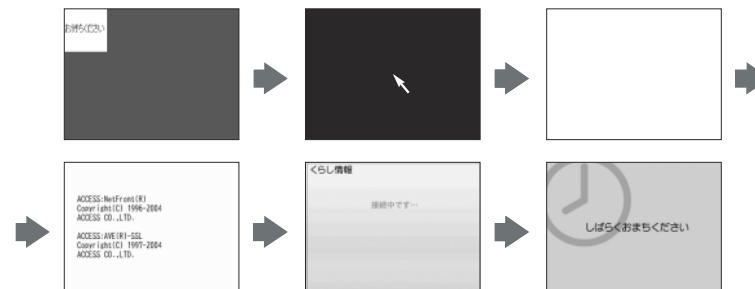 お待ちください
ACCESS:NetFront(R)
Copyright(C) 1996-2004
ACCESS CO.,LTD.
ACCESS:AVE(R)-SSL
Copyright(C) 1997-2004
ACCESS CO.,LTD.
くらし情報
接続中です…
しばらくおまちください